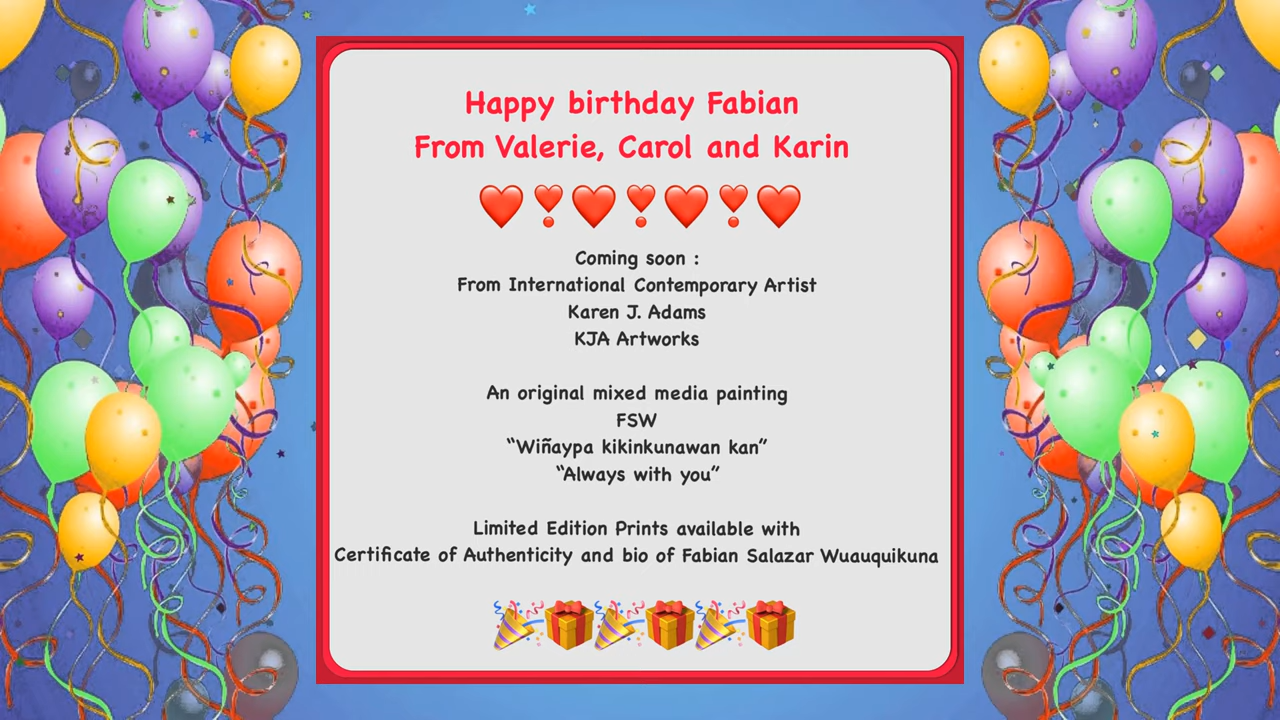 Happy birthday Fabian
From Valerie, Carol and Karin
Coming soon :
From International Contemporary Artist
Karen J. Adams
KJA Artworks
An original mixed media painting
FSW
“Wiñaypa kikinkunawan kan”
“Always with you”
Limited Edition Prints available with
Certificate of Authenticity and bio of Fabian Salazar Wuauquikuna